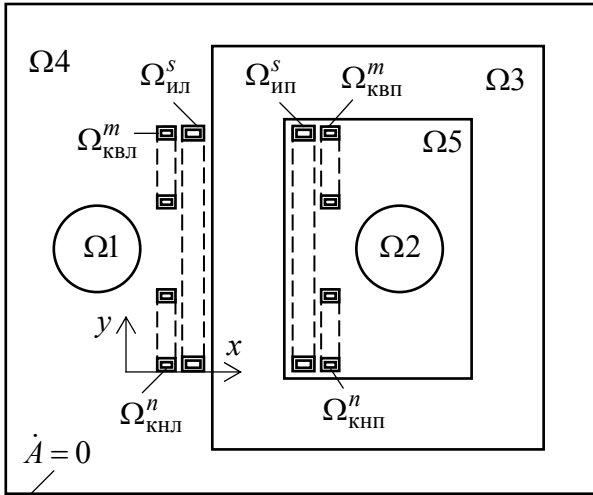 Ω4
Ω^s_ил
Ω^s_ип
Ω^m_квп
Ω3
Ω^m_квл
Ω5
Ω1
Ω2
y
x
Ω^n_кнл
Ω^n_кнп
Ȧ = 0